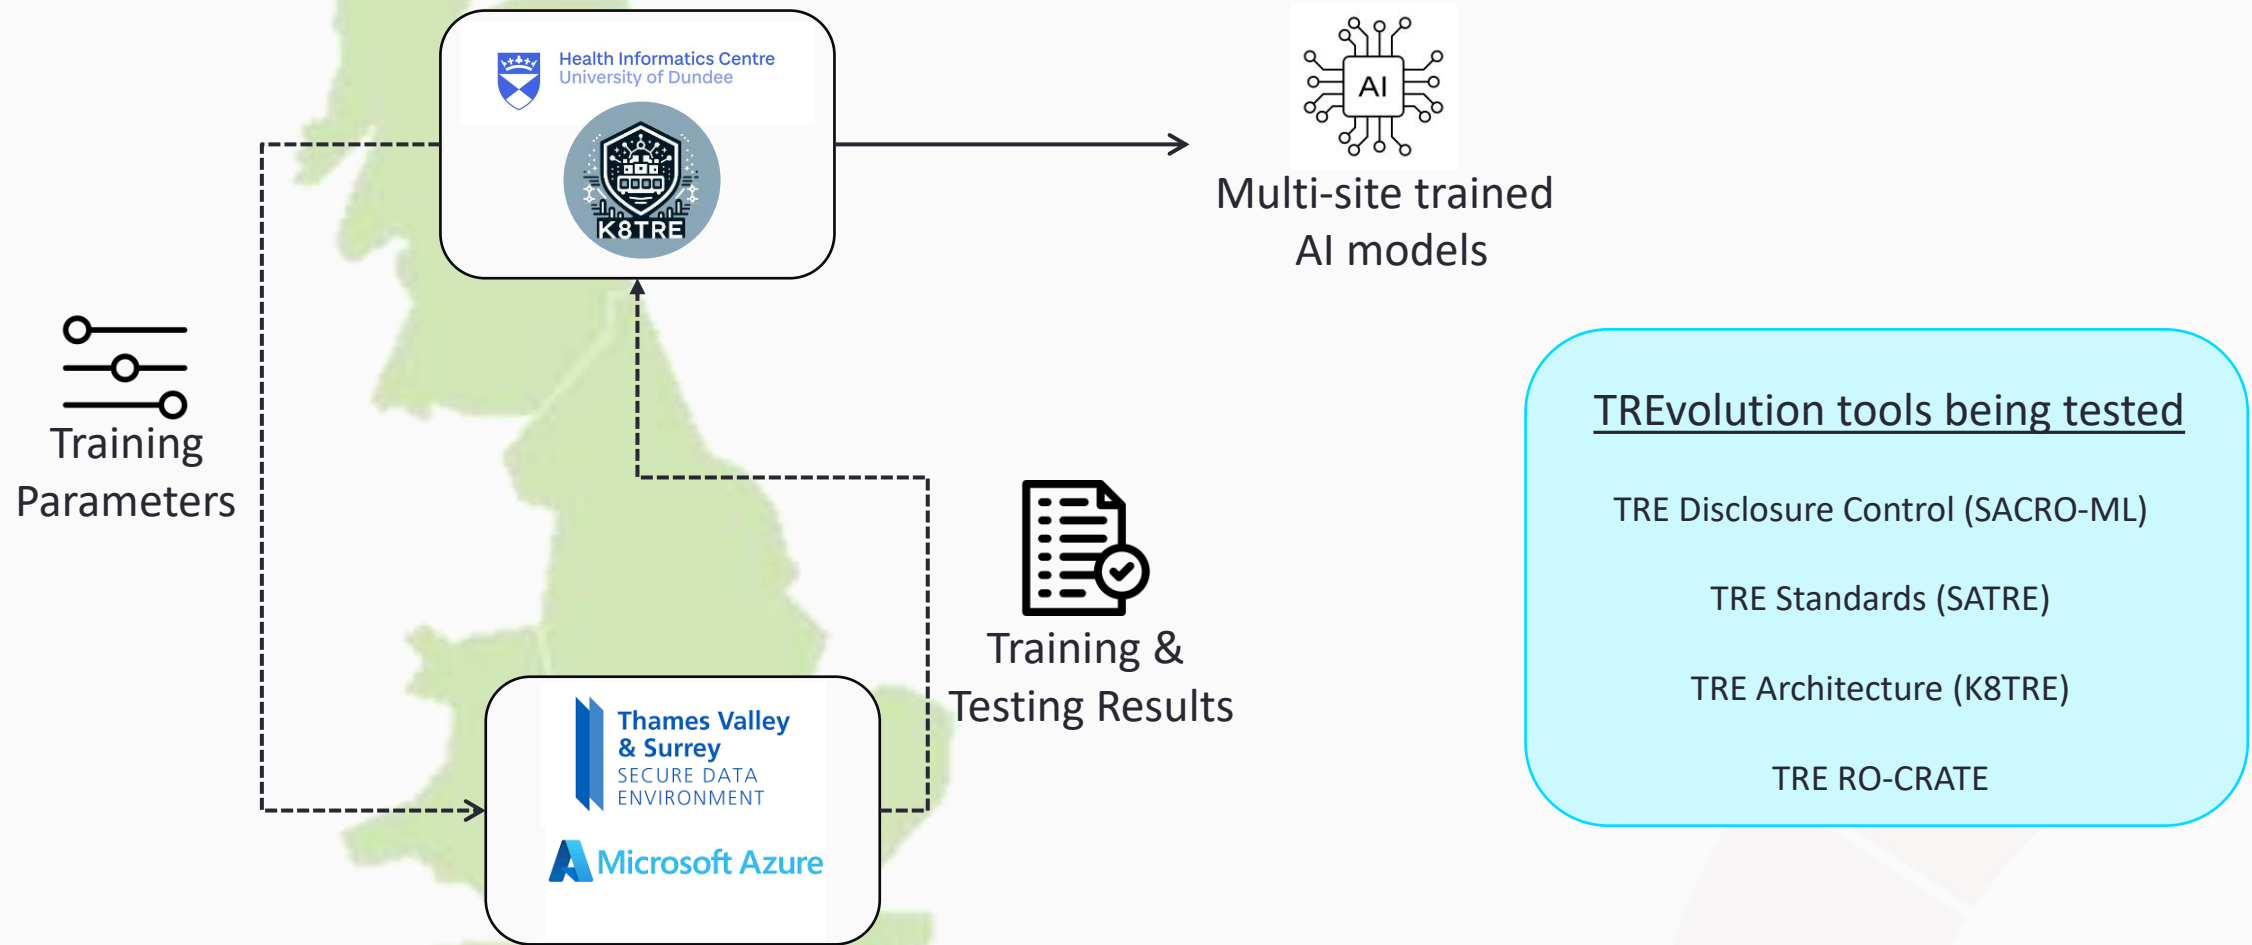 Health Informatics Centre
University of Dundee
K8TRE
AI
Multi-site trained
AI models
Training
Parameters
TREvolution tools being tested
TRE Disclosure Control (SACRO-ML)
TRE Standards (SATRE)
TRE Architecture (K8TRE)
TRE RO-CRATE
Training &
Testing Results
Thames Valley
& Surrey
SECURE DATA
ENVIRONMENT
Microsoft Azure